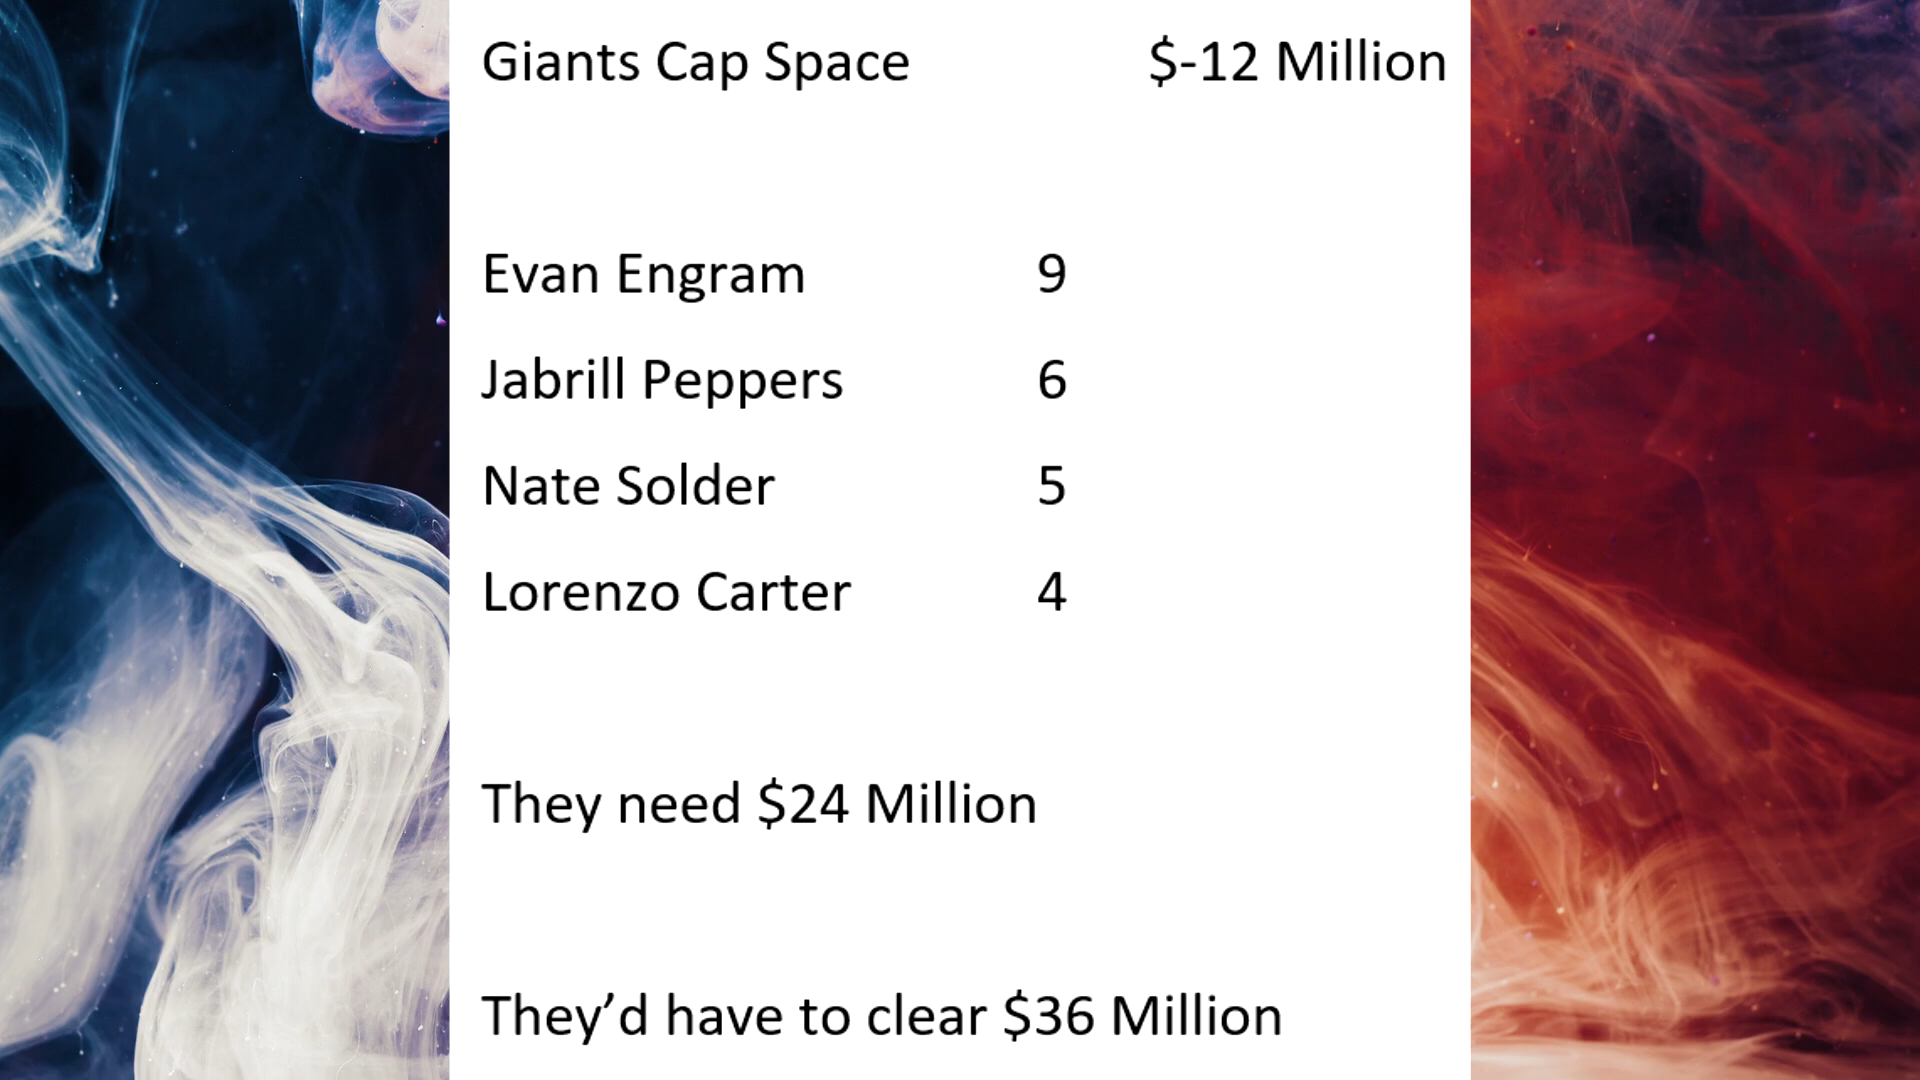 Giants Cap Space $-12 Million
Evan Engram 9
Jabrill Peppers 6
Nate Solder 5
Lorenzo Carter 4
They need $24 Million
They’d have to clear $36 Million